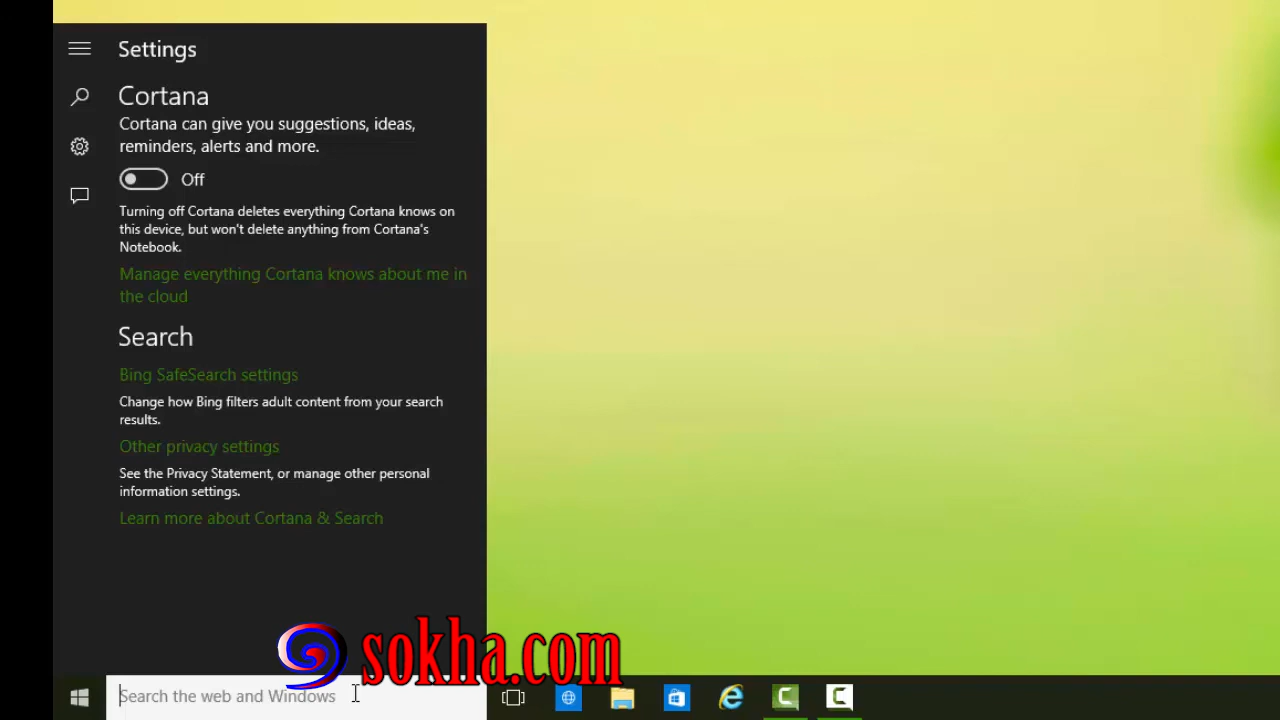 Settings
Cortana
Cortana can give you suggestions, ideas,
reminders, alerts and more.
Off
Turning off Cortana deletes everything Cortana knows on
this device, but won't delete anything from Cortana's
Notebook.
Manage everything Cortana knows about me in
the cloud
Search
Bing SafeSearch settings
Change how Bing filters adult content from your search
results.
Other privacy settings
See the Privacy Statement, or manage other personal
information settings.
Learn more about Cortana & Search
sokha.com
Search the web and Windows